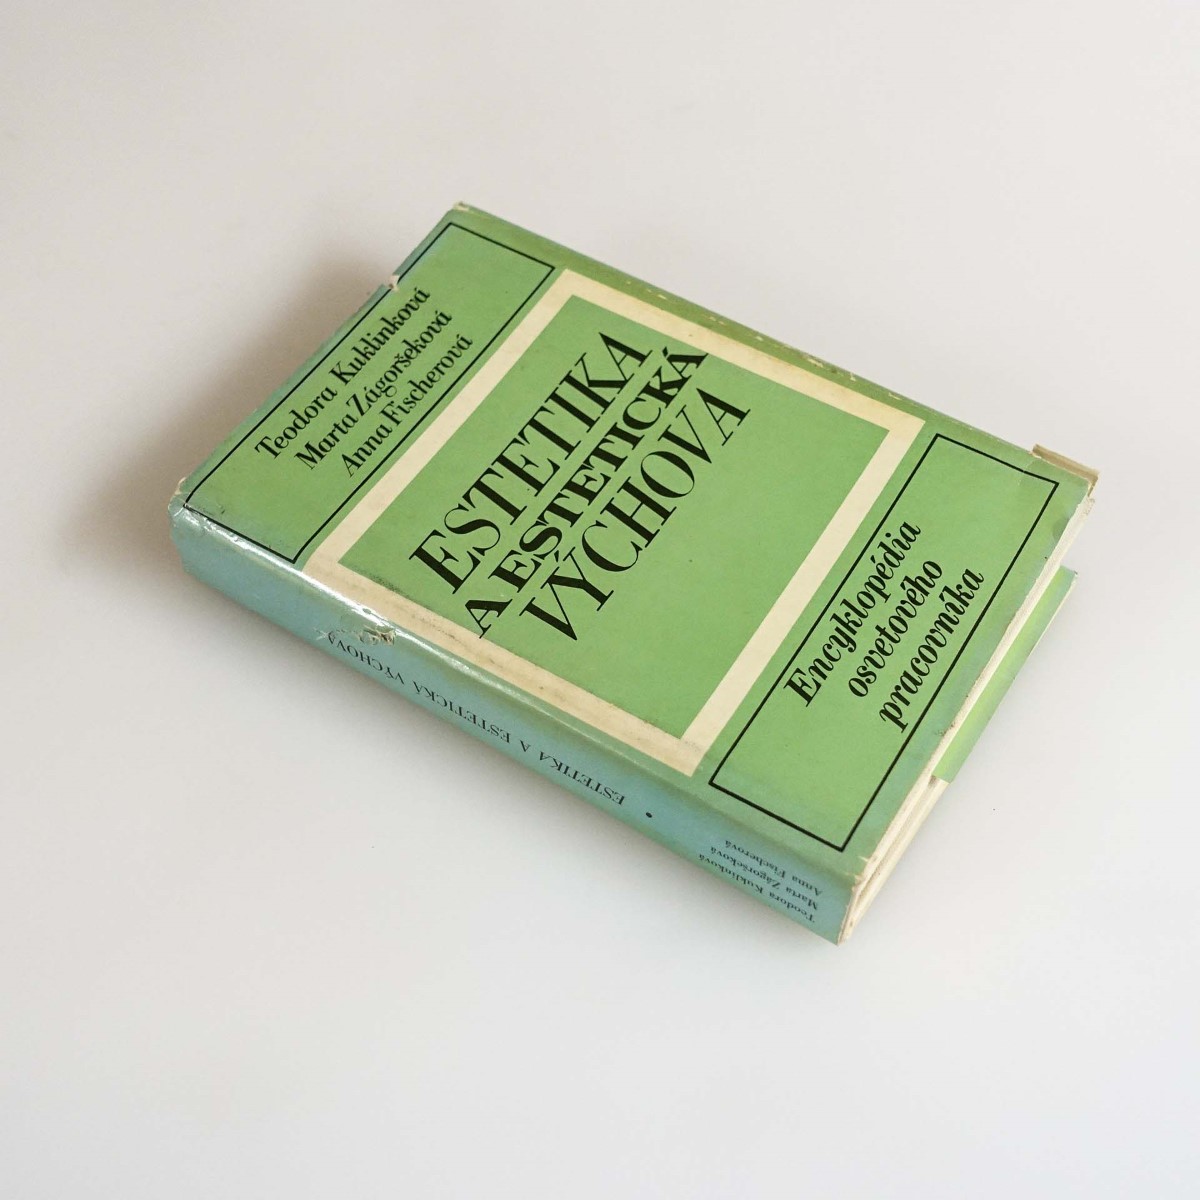 Teodora Kuklinková
Marta Zágoršeková
Anna Fischerová
ESTETIKA
A ESTETICKÁ
VÝCHOVA
Encyklopédia
osvetového
pracovníka
Teodora Kuklinková
Marta Zágoršeková
Anna Fischerová
• ESTETIKA A ESTETICKÁ VÝCHOVA